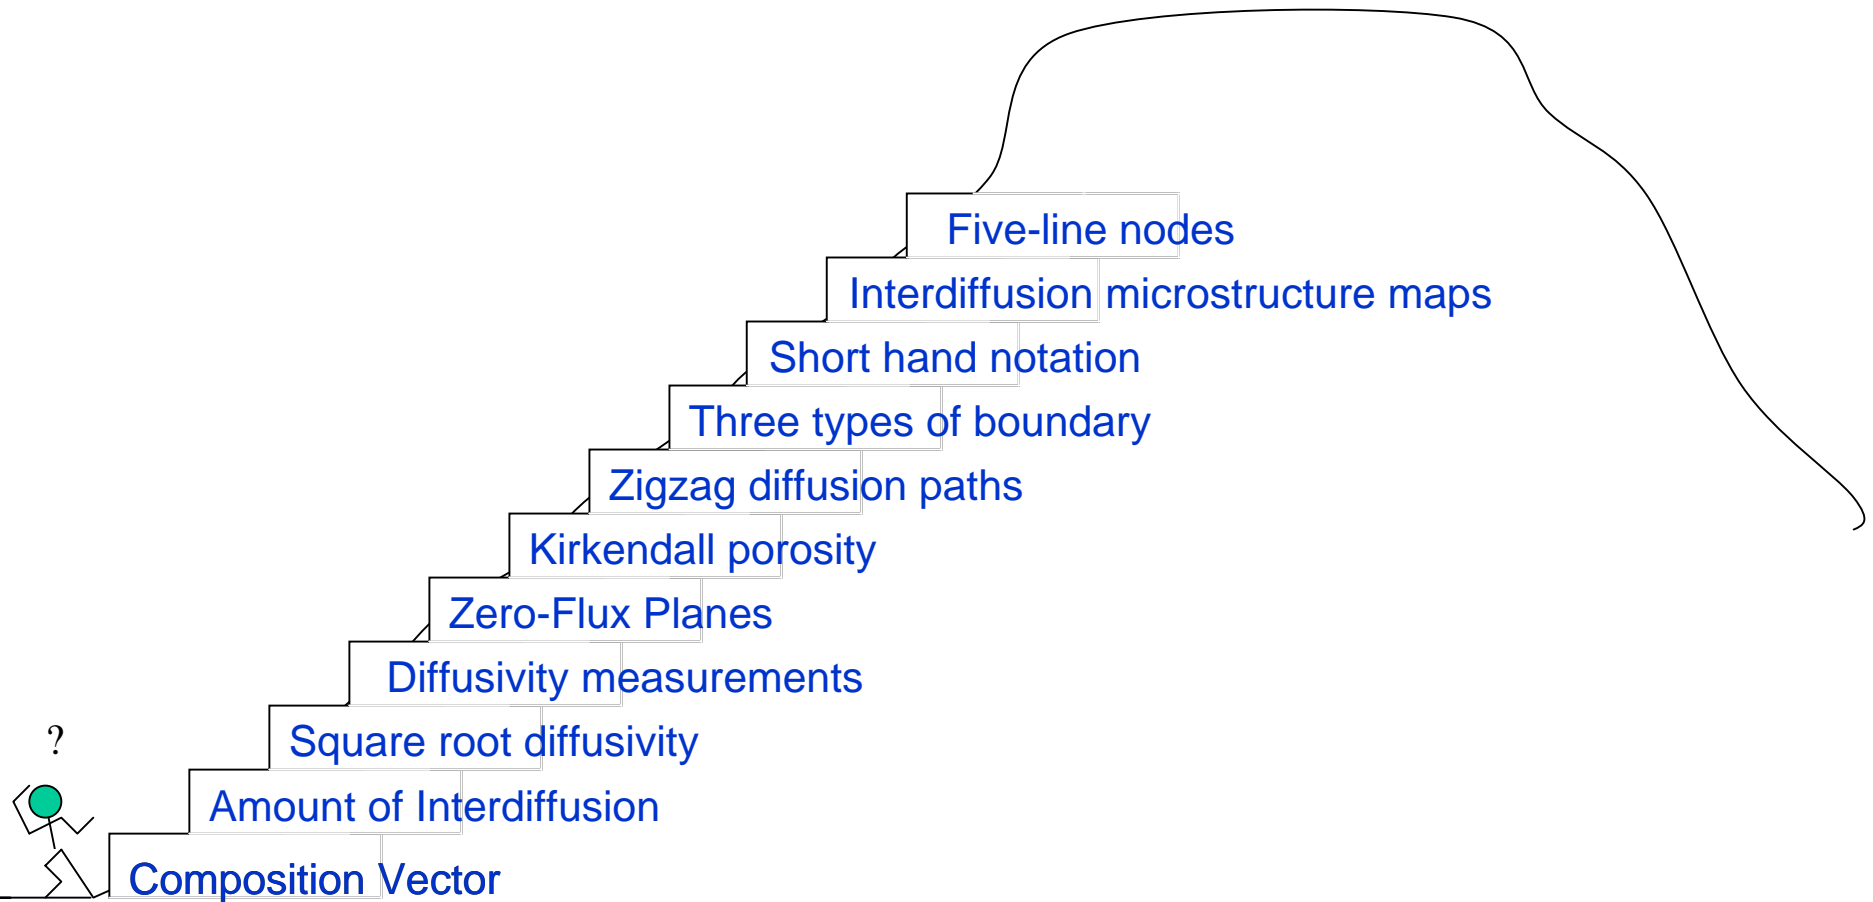 Five-line nodes
Interdiffusion microstructure maps
Short hand notation
Three types of boundary
Zigzag diffusion paths
Kirkendall porosity
Zero-Flux Planes
Diffusivity measurements
Square root diffusivity
?
Amount of Interdiffusion
Composition Vector